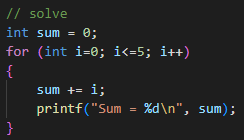 // solve
int sum = 0;
for (int i=0; i<=5; i++)
{
    sum += i;
    printf("Sum = %d\n", sum);
}